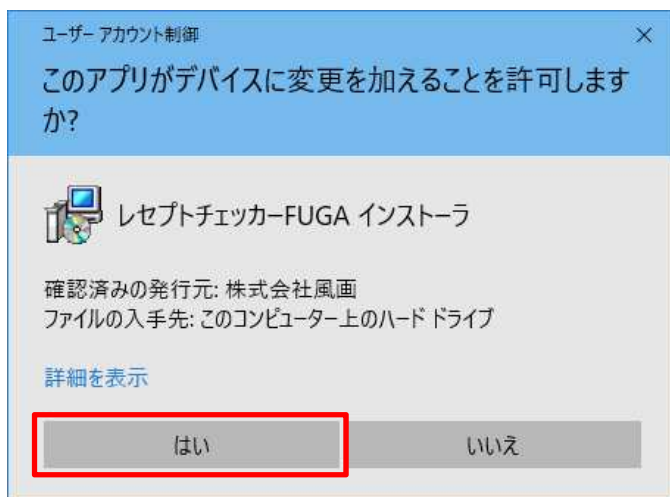 ユーザー アカウント制御
このアプリがデバイスに変更を加えることを許可します
か?
レセプトチェッカーFUGA インストーラ
確認済みの発行元: 株式会社風画
ファイルの入手先: このコンピューター上のハード ドライブ
詳細を表示
はい
いいえ